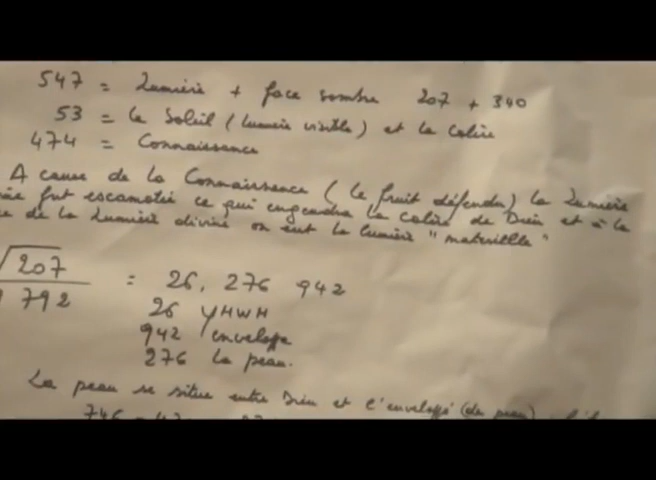 547 = Lumière + face sombre 207 + 340
53 = Le Soleil (lumière visible) et la colère
474 = Connaissance
A cause de la Connaissance (le fruit défendu) la Lumière
fut escamotée ce qui engendra la colère de Dieu et à la
de la Lumière divine on eut la lumière "matérielle"
√207
792 = 26, 276 942
26 YHWH
942 enveloppe
276 la peau.
La peau se situe entre Dieu et l'enveloppe (de peau)
746